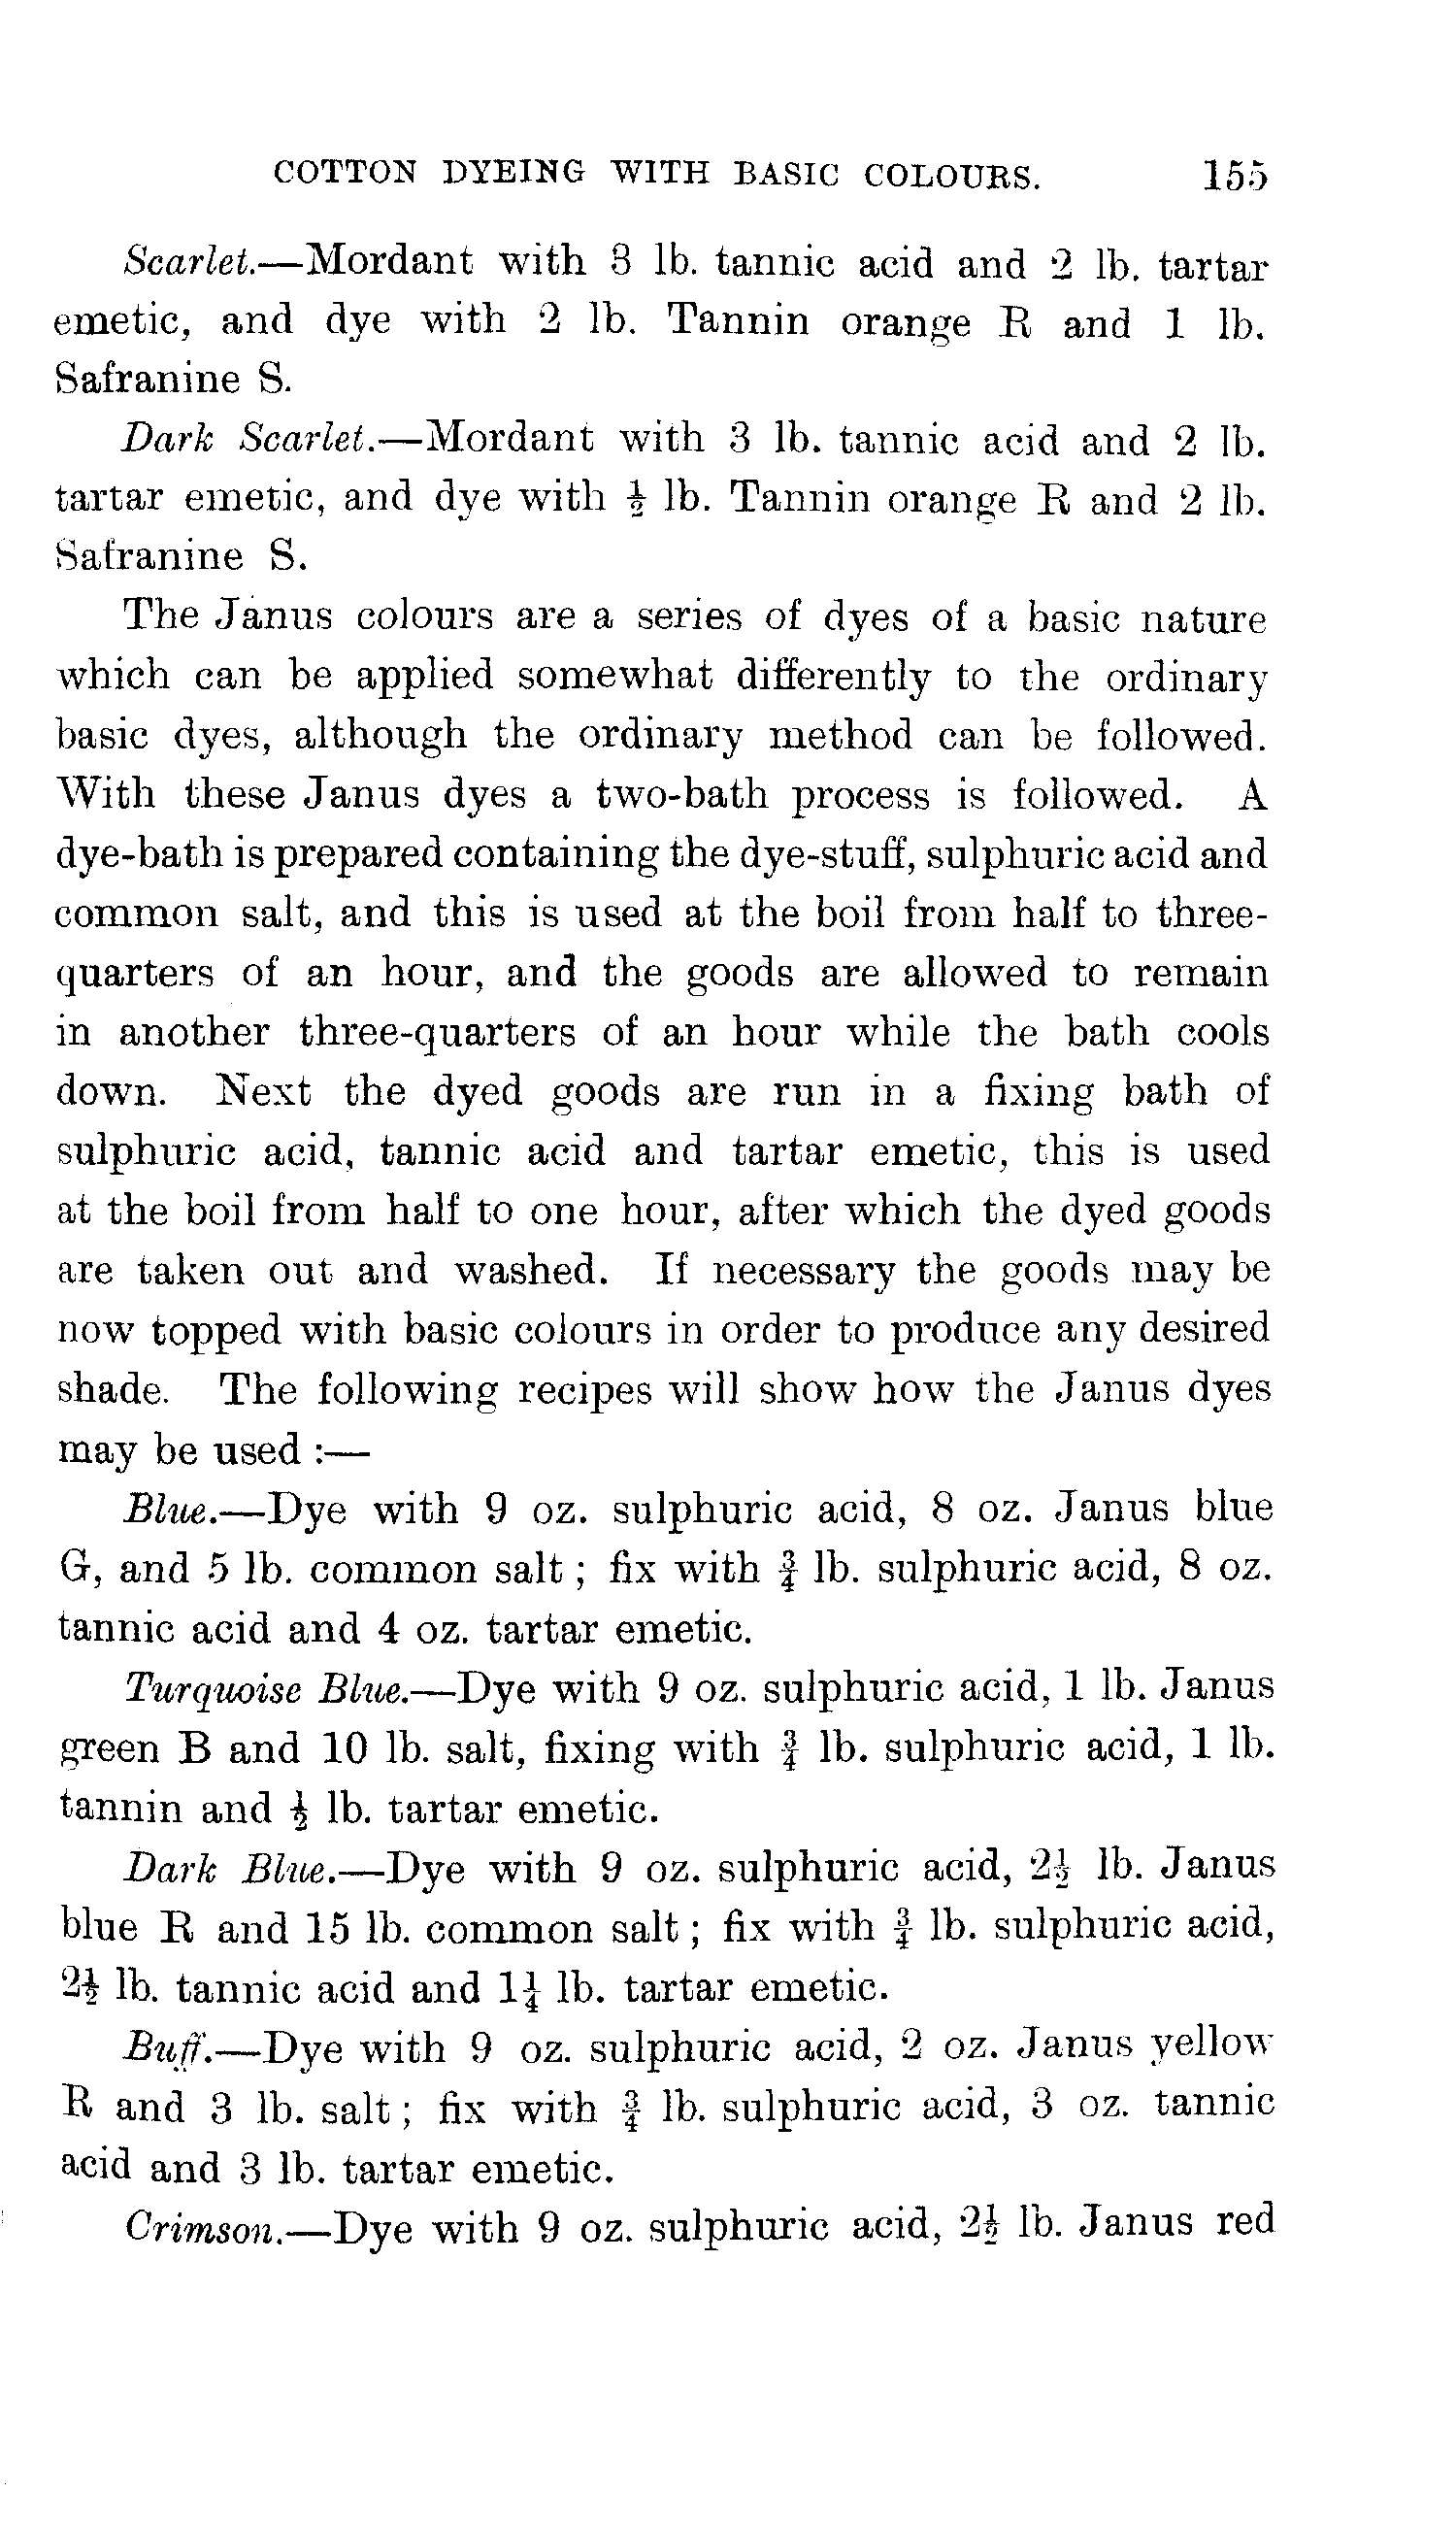 COTTON DYEING WITH BASIC COLOURS. 155
Scarlet.—Mordant with 3 lb. tannic acid and 2 lb. tartar
emetic, and dye with 2 lb. Tannin orange R and 1 lb.
Safranine S.
Dark Scarlet.—Mordant with 3 lb. tannic acid and 2 lb.
tartar emetic, and dye with ½ lb. Tannin orange R and 2 lb.
Safranine S.
The Janus colours are a series of dyes of a basic nature
which can be applied somewhat differently to the ordinary
basic dyes, although the ordinary method can be followed.
With these Janus dyes a two-bath process is followed. A
dye-bath is prepared containing the dye-stuff, sulphuric acid and
common salt, and this is used at the boil from half to three-
quarters of an hour, and the goods are allowed to remain
in another three-quarters of an hour while the bath cools
down. Next the dyed goods are run in a fixing bath of
sulphuric acid, tannic acid and tartar emetic, this is used
at the boil from half to one hour, after which the dyed goods
are taken out and washed. If necessary the goods may be
now topped with basic colours in order to produce any desired
shade. The following recipes will show how the Janus dyes
may be used :—
Blue.—Dye with 9 oz. sulphuric acid, 8 oz. Janus blue
G, and 5 lb. common salt ; fix with ¾ lb. sulphuric acid, 8 oz.
tannic acid and 4 oz. tartar emetic.
Turquoise Blue.—Dye with 9 oz. sulphuric acid, 1 lb. Janus
green B and 10 lb. salt, fixing with ¾ lb. sulphuric acid, 1 lb.
tannin and ½ lb. tartar emetic.
Dark Blue.—Dye with 9 oz. sulphuric acid, 2½ lb. Janus
blue R and 15 lb. common salt ; fix with ¾ lb. sulphuric acid,
2½ lb. tannic acid and 1¼ lb. tartar emetic.
Buff.—Dye with 9 oz. sulphuric acid, 2 oz. Janus yellow
R and 3 lb. salt ; fix with ¾ lb. sulphuric acid, 3 oz. tannic
acid and 3 lb. tartar emetic.
Crimson.—Dye with 9 oz. sulphuric acid, 2½ lb. Janus red